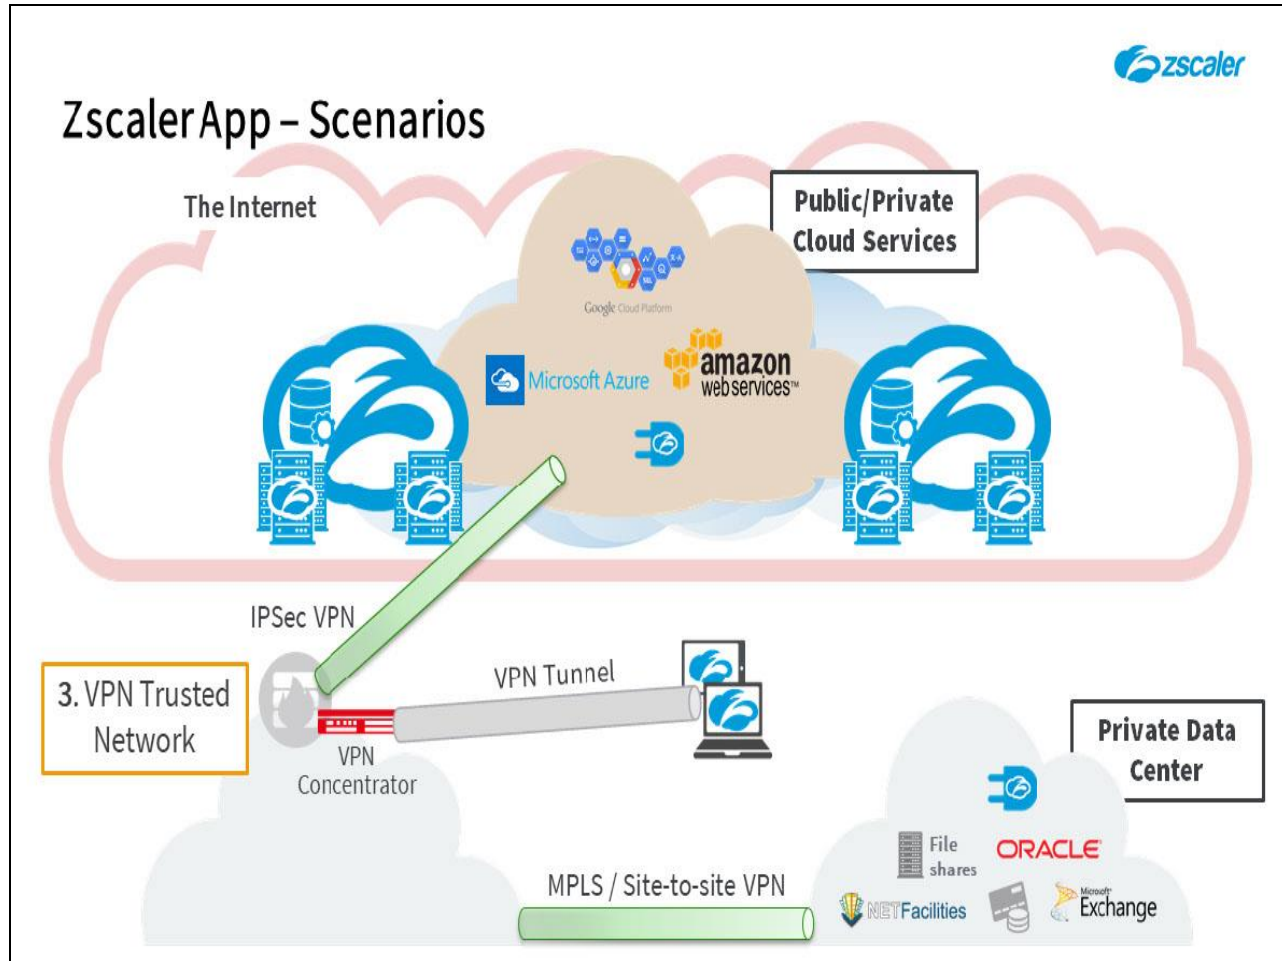 zscaler
Zscaler App – Scenarios
The Internet
Public/Private
Cloud Services
Google Cloud Platform
Microsoft Azure
amazon
web services™
IPSec VPN
3. VPN Trusted
Network
VPN Tunnel
VPN
Concentrator
Private Data
Center
File
shares
ORACLE
MPLS / Site-to-site VPN
NETFacilities
Microsoft
Exchange